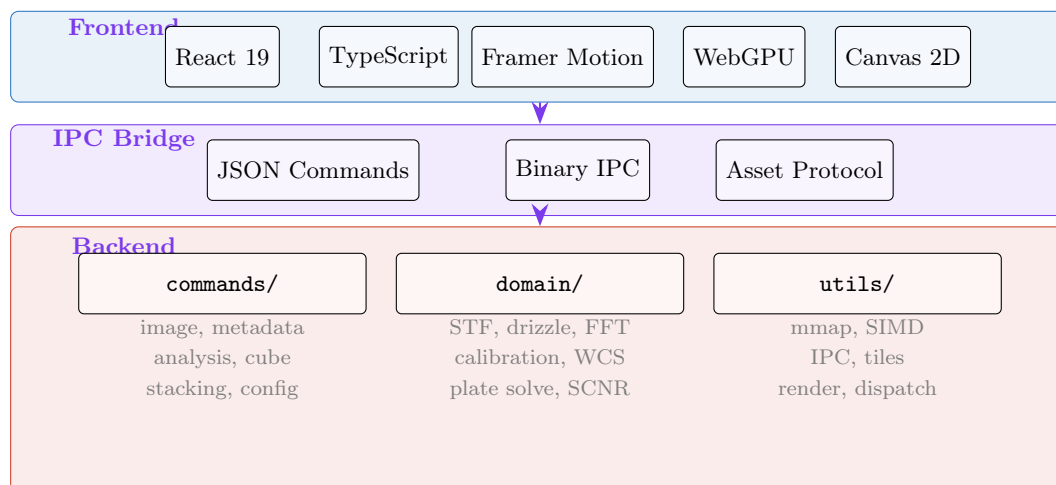 Frontend
React 19 TypeScript Framer Motion WebGPU Canvas 2D
IPC Bridge
JSON Commands Binary IPC Asset Protocol
Backend
commands/ domain/ utils/
image, metadata STF, drizzle, FFT mmap, SIMD
analysis, cube calibration, WCS IPC, tiles
stacking, config plate solve, SCNR render, dispatch